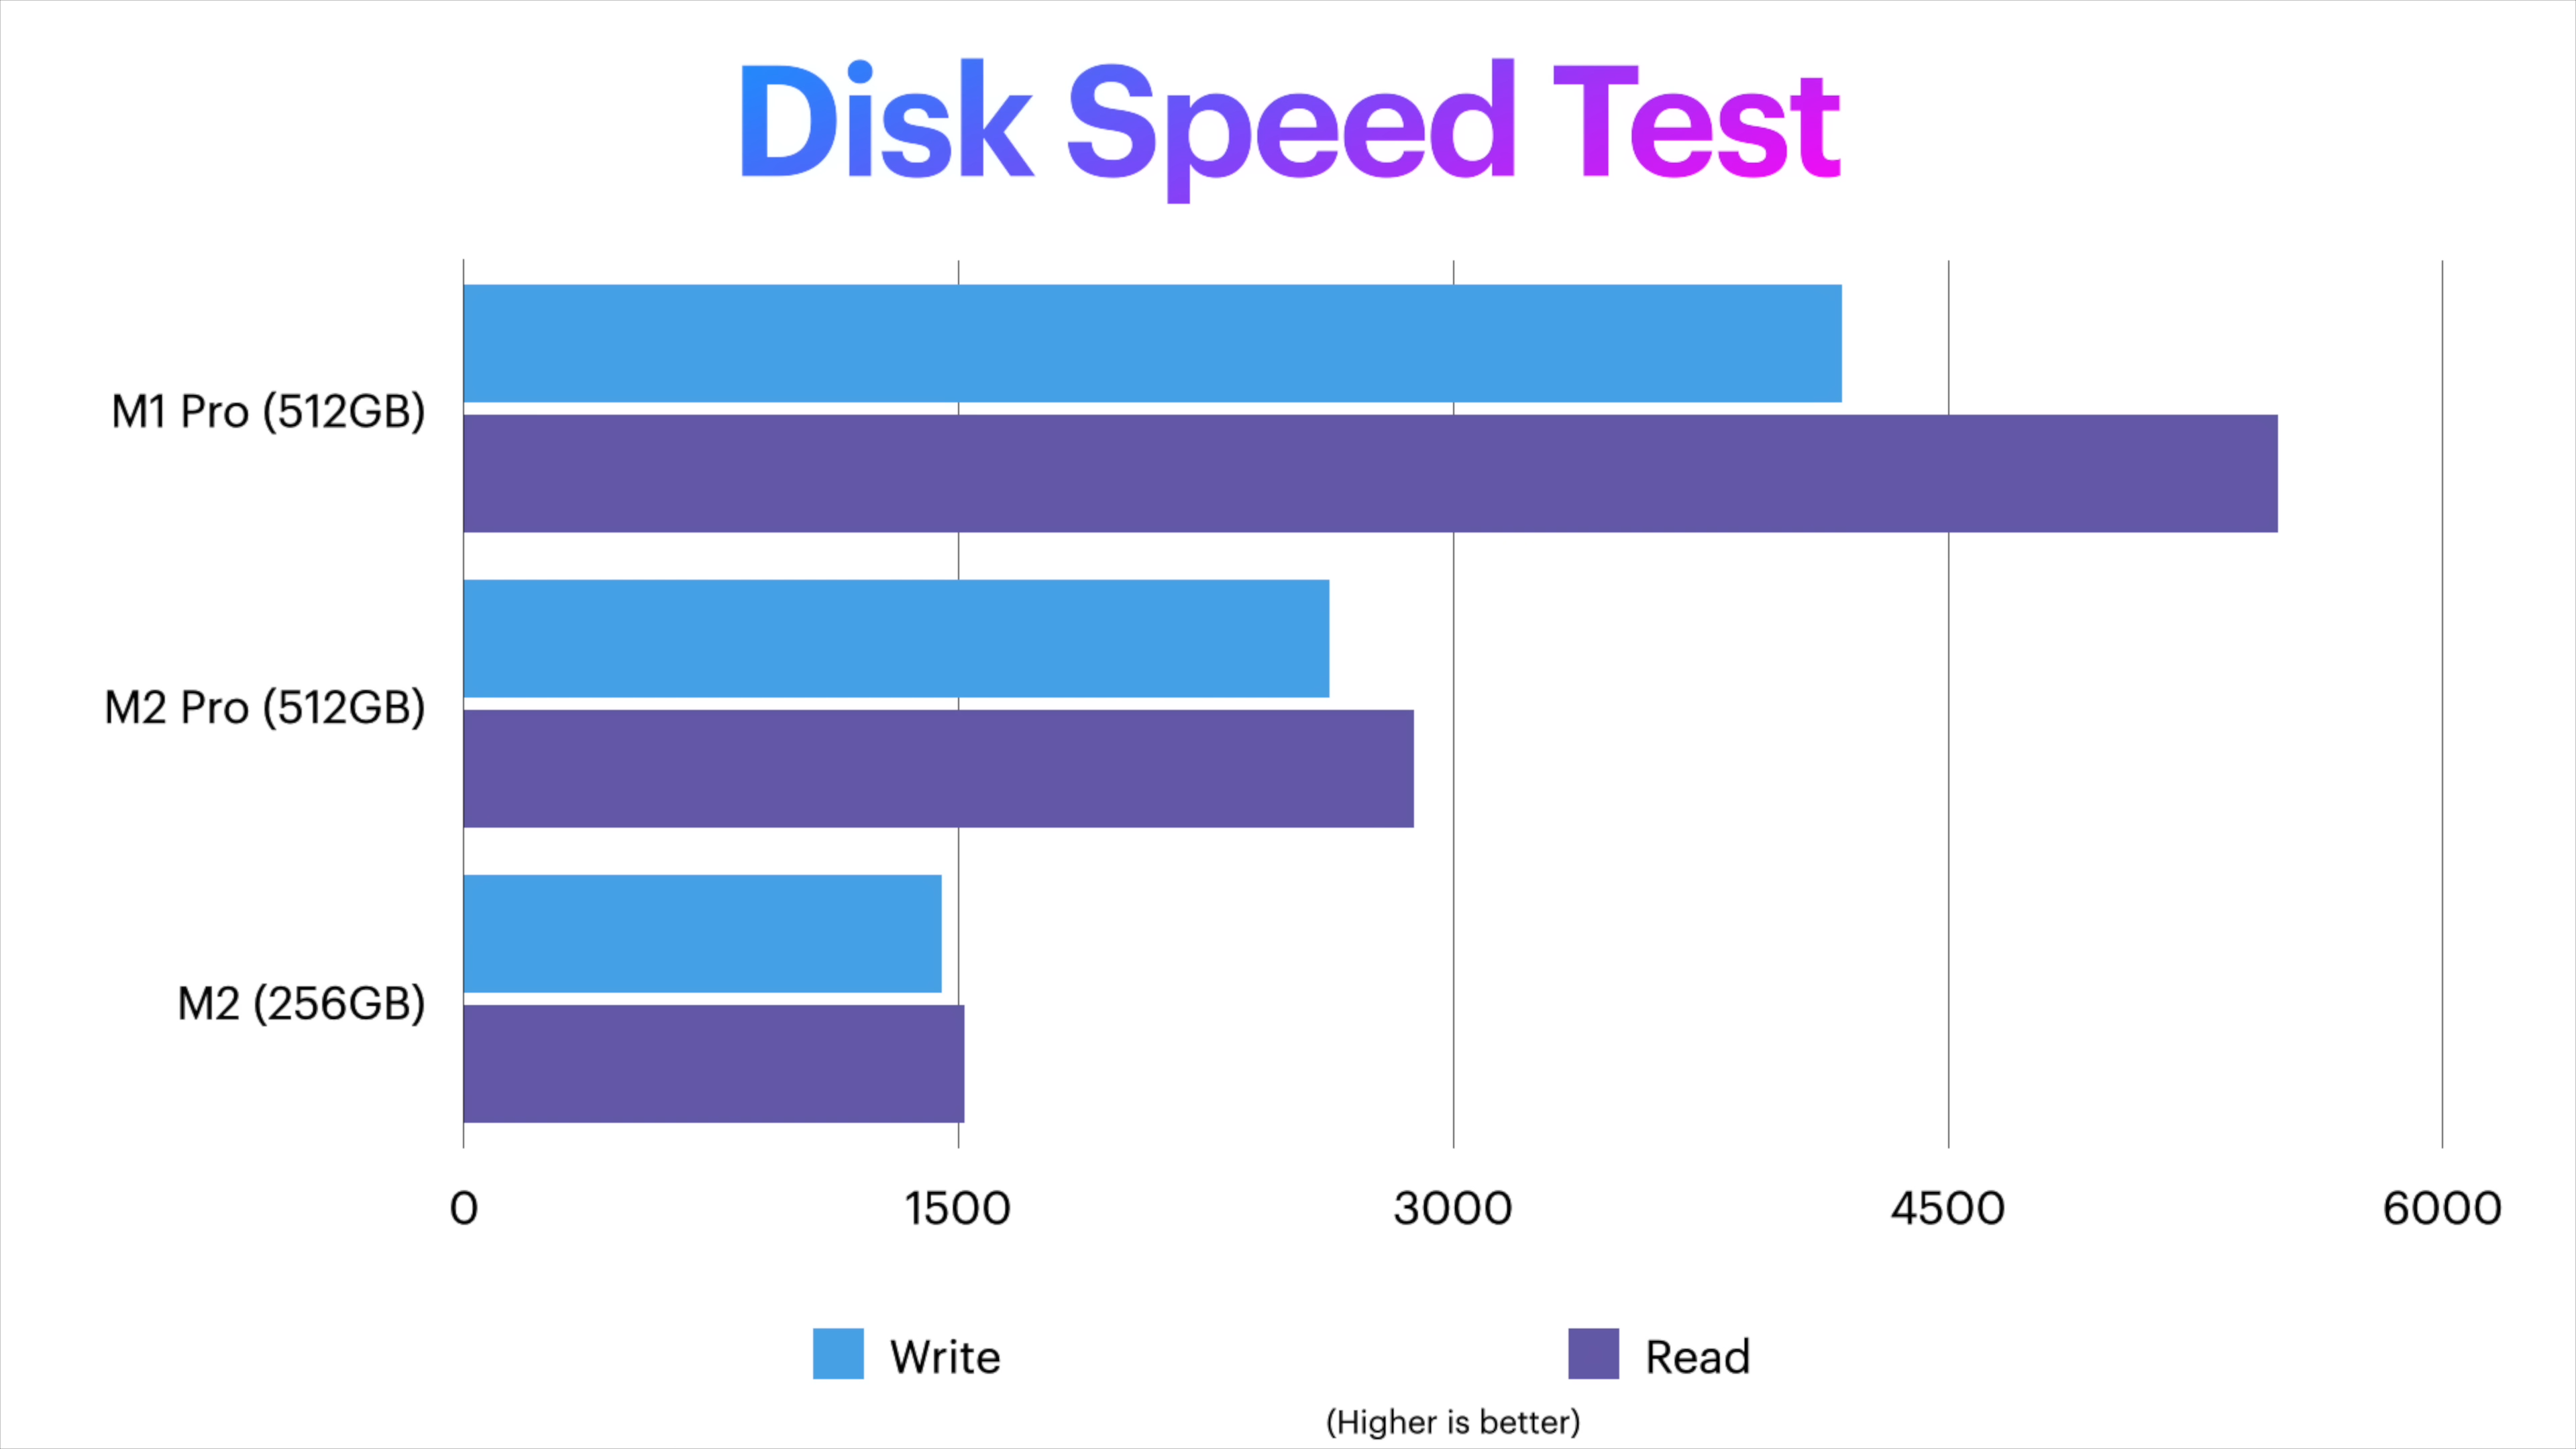 Disk Speed Test
M1 Pro (512GB)
M2 Pro (512GB)
M2 (256GB)
0 1500 3000 4500 6000
Write Read
(Higher is better)